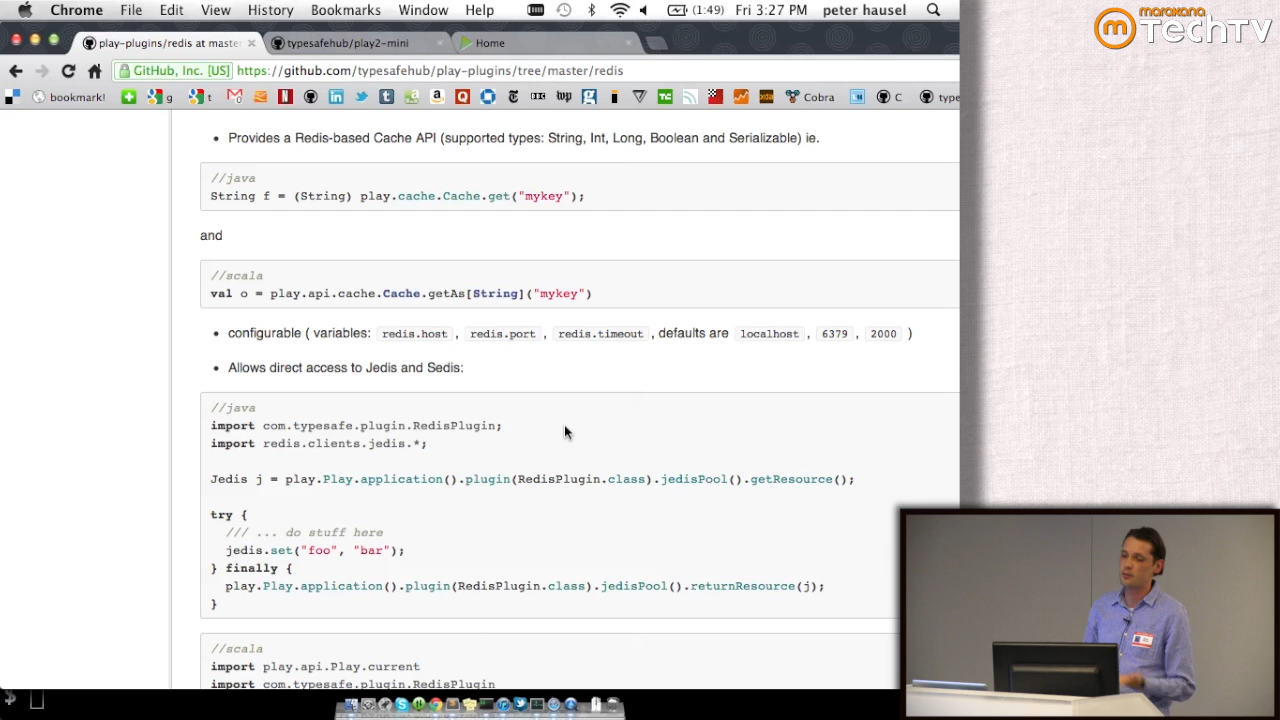 Chrome File Edit View History Bookmarks Window Help (1:49) Fri 3:27 PM peter hausel
marakana
TechTV
play-plugins/redis at master typesafehub/play2-mini Home
GitHub, Inc. [US] https://github.com/typesafehub/play-plugins/tree/master/redis
bookmark! g t Cobra C type
• Provides a Redis-based Cache API (supported types: String, Int, Long, Boolean and Serializable) ie.
//java
String f = (String) play.cache.Cache.get("mykey");
and
//scala
val o = play.api.cache.Cache.getAs[String]("mykey")
• configurable ( variables: redis.host , redis.port , redis.timeout , defaults are localhost , 6379 , 2000 )
• Allows direct access to Jedis and Sedis:
//java
import com.typesafe.plugin.RedisPlugin;
import redis.clients.jedis.*;
Jedis j = play.Play.application().plugin(RedisPlugin.class).jedisPool().getResource();
try {
/// ... do stuff here
jedis.set("foo", "bar");
} finally {
play.Play.application().plugin(RedisPlugin.class).jedisPool().returnResource(j);
}
//scala
import play.api.Play.current
import com.typesafe.plugin.RedisPlugin